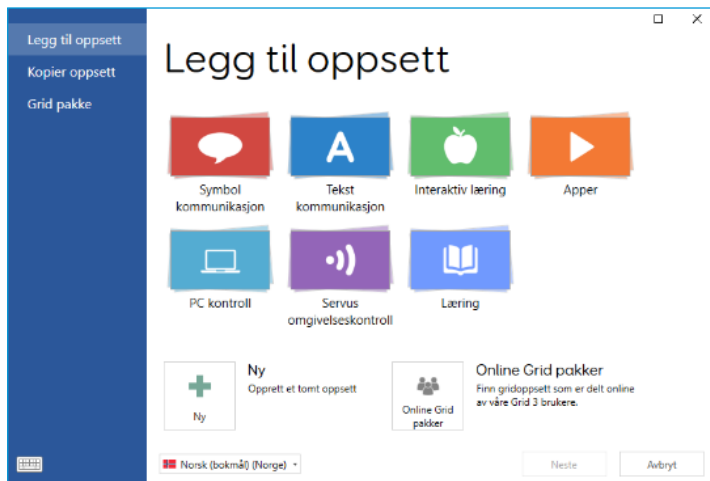 Legg til oppsett
Kopier oppsett
Grid pakke
Legg til oppsett
Symbol
kommunikasjon
Tekst
kommunikasjon
Interaktiv læring
Apper
PC kontroll
Servus
omgivelseskontroll
Læring
Ny
Ny
Opprett et tomt oppsett
Online Grid
pakker
Online Grid pakker
Finn gridoppsett som er delt online
av våre Grid 3 brukere.
Norsk (bokmål) (Norge)
Neste
Avbryt